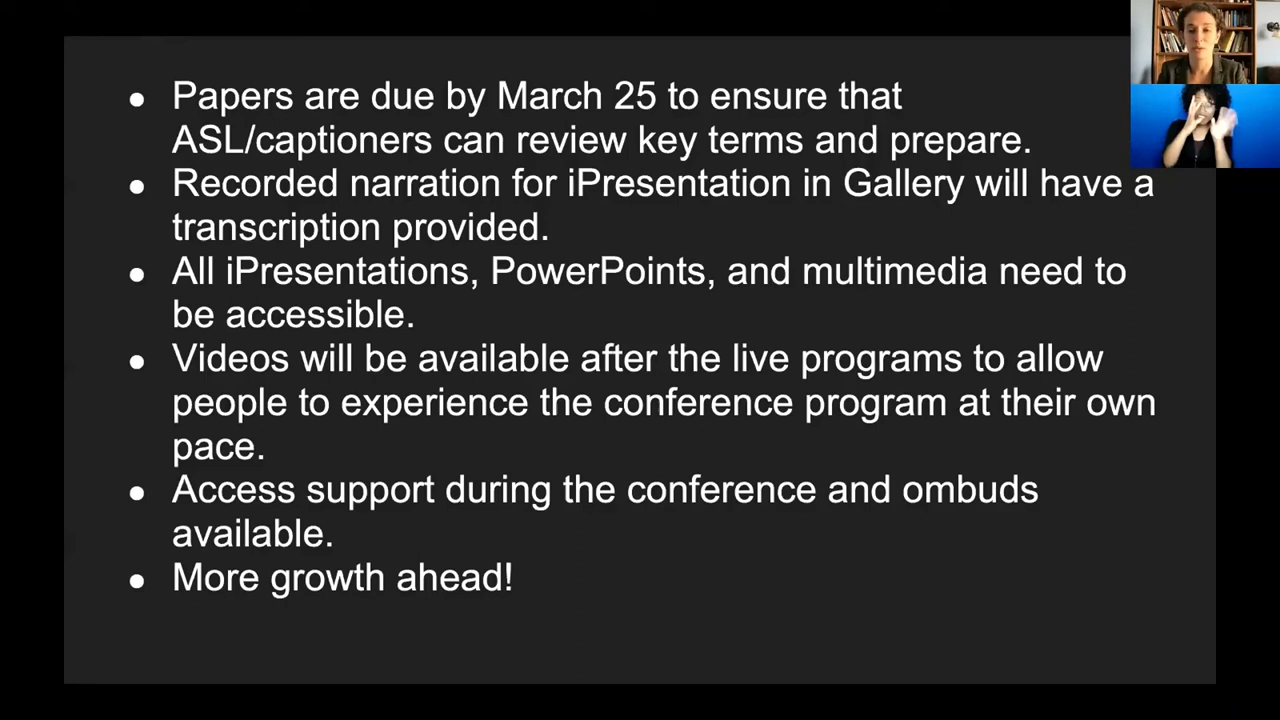 ● Papers are due by March 25 to ensure that
ASL/captioners can review key terms and prepare.
● Recorded narration for iPresentation in Gallery will have a
transcription provided.
● All iPresentations, PowerPoints, and multimedia need to
be accessible.
● Videos will be available after the live programs to allow
people to experience the conference program at their own
pace.
● Access support during the conference and ombuds
available.
● More growth ahead!